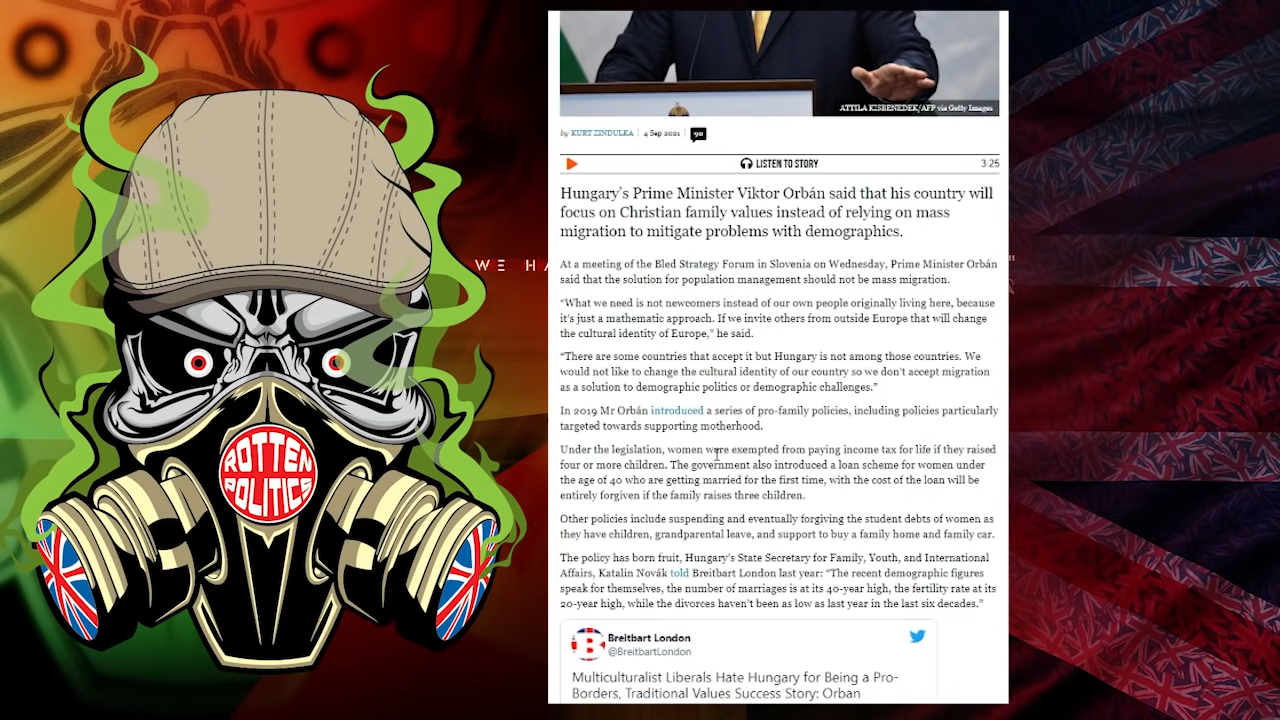 ROTTEN
POLITICS
WE HA
ATTILA KISBENEDEK/AFP via Getty Images
by KURT ZINDULKA | 4 Sep 2021 | 90
LISTEN TO STORY 3:25
Hungary's Prime Minister Viktor Orbán said that his country will
focus on Christian family values instead of relying on mass
migration to mitigate problems with demographics.
At a meeting of the Bled Strategy Forum in Slovenia on Wednesday, Prime Minister Orbán
said that the solution for population management should not be mass migration.
“What we need is not newcomers instead of our own people originally living here, because
it's just a mathematic approach. If we invite others from outside Europe that will change
the cultural identity of Europe,” he said.
“There are some countries that accept it but Hungary is not among those countries. We
would not like to change the cultural identity of our country so we don't accept migration
as a solution to demographic politics or demographic challenges.”
In 2019 Mr Orbán introduced a series of pro-family policies, including policies particularly
targeted towards supporting motherhood.
Under the legislation, women were exempted from paying income tax for life if they raised
four or more children. The government also introduced a loan scheme for women under
the age of 40 who are getting married for the first time, with the cost of the loan will be
entirely forgiven if the family raises three children.
Other policies include suspending and eventually forgiving the student debts of women as
they have children, grandparental leave, and support to buy a family home and family car.
The policy has born fruit, Hungary's State Secretary for Family, Youth, and International
Affairs, Katalin Novák told Breitbart London last year: “The recent demographic figures
speak for themselves, the number of marriages is at its 40-year high, the fertility rate at its
20-year high, while the divorces haven't been as low as last year in the last six decades.”
Breitbart London
@BreitbartLondon
Multiculturalist Liberals Hate Hungary for Being a Pro-
Borders, Traditional Values Success Story: Orban